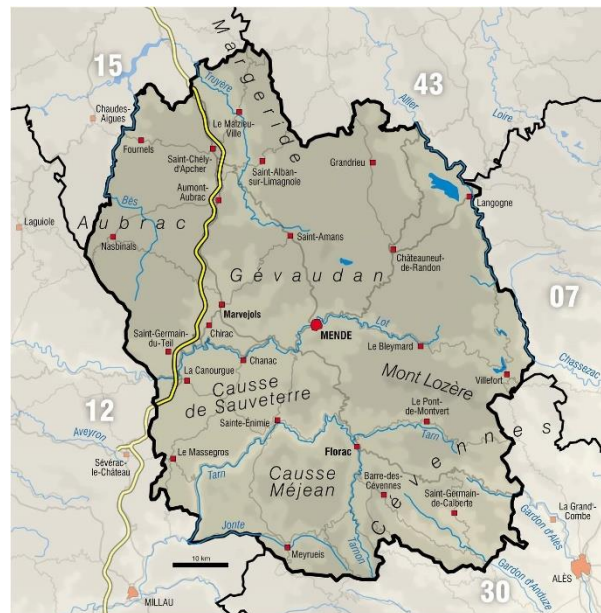 15
43
07
12
30
Margeride
Truyère
Allier
Loire
Chaudes-
Aigues
Le Malzieu-
Ville
Fournels
Saint-Chély-
d'Apcher
Saint-Alban-
sur-Limagnole
Grandrieu
Langogne
Aumont-
Aubrac
Bès
Aubrac
Laguiole
Nasbinals
Saint-Amans
Châteauneuf-
de-Randon
Gévaudan
Marvejols
Chirac
MENDE
Lot
Saint-Germain-
du-Teil
Chanac
Le Bleymard
Chassezac
La Canourgue
Causse
de Sauveterre
Mont Lozère
Villefort
Le Pont-
de-Montvert
Sainte-Énimie
Tarn
Aveyron
Florac
Cévennes
Sévérac-
le-Château
Le Massegros
Tarn
Causse
Méjean
Barre-des-
Cévennes
Saint-Germain-
de-Calberte
La Grand'-
Combe
Gardon d'Alès
Jonte
Tarnon
Meyrueis
10 km
Gardon d'Anduze
ALÈS
MILLAU